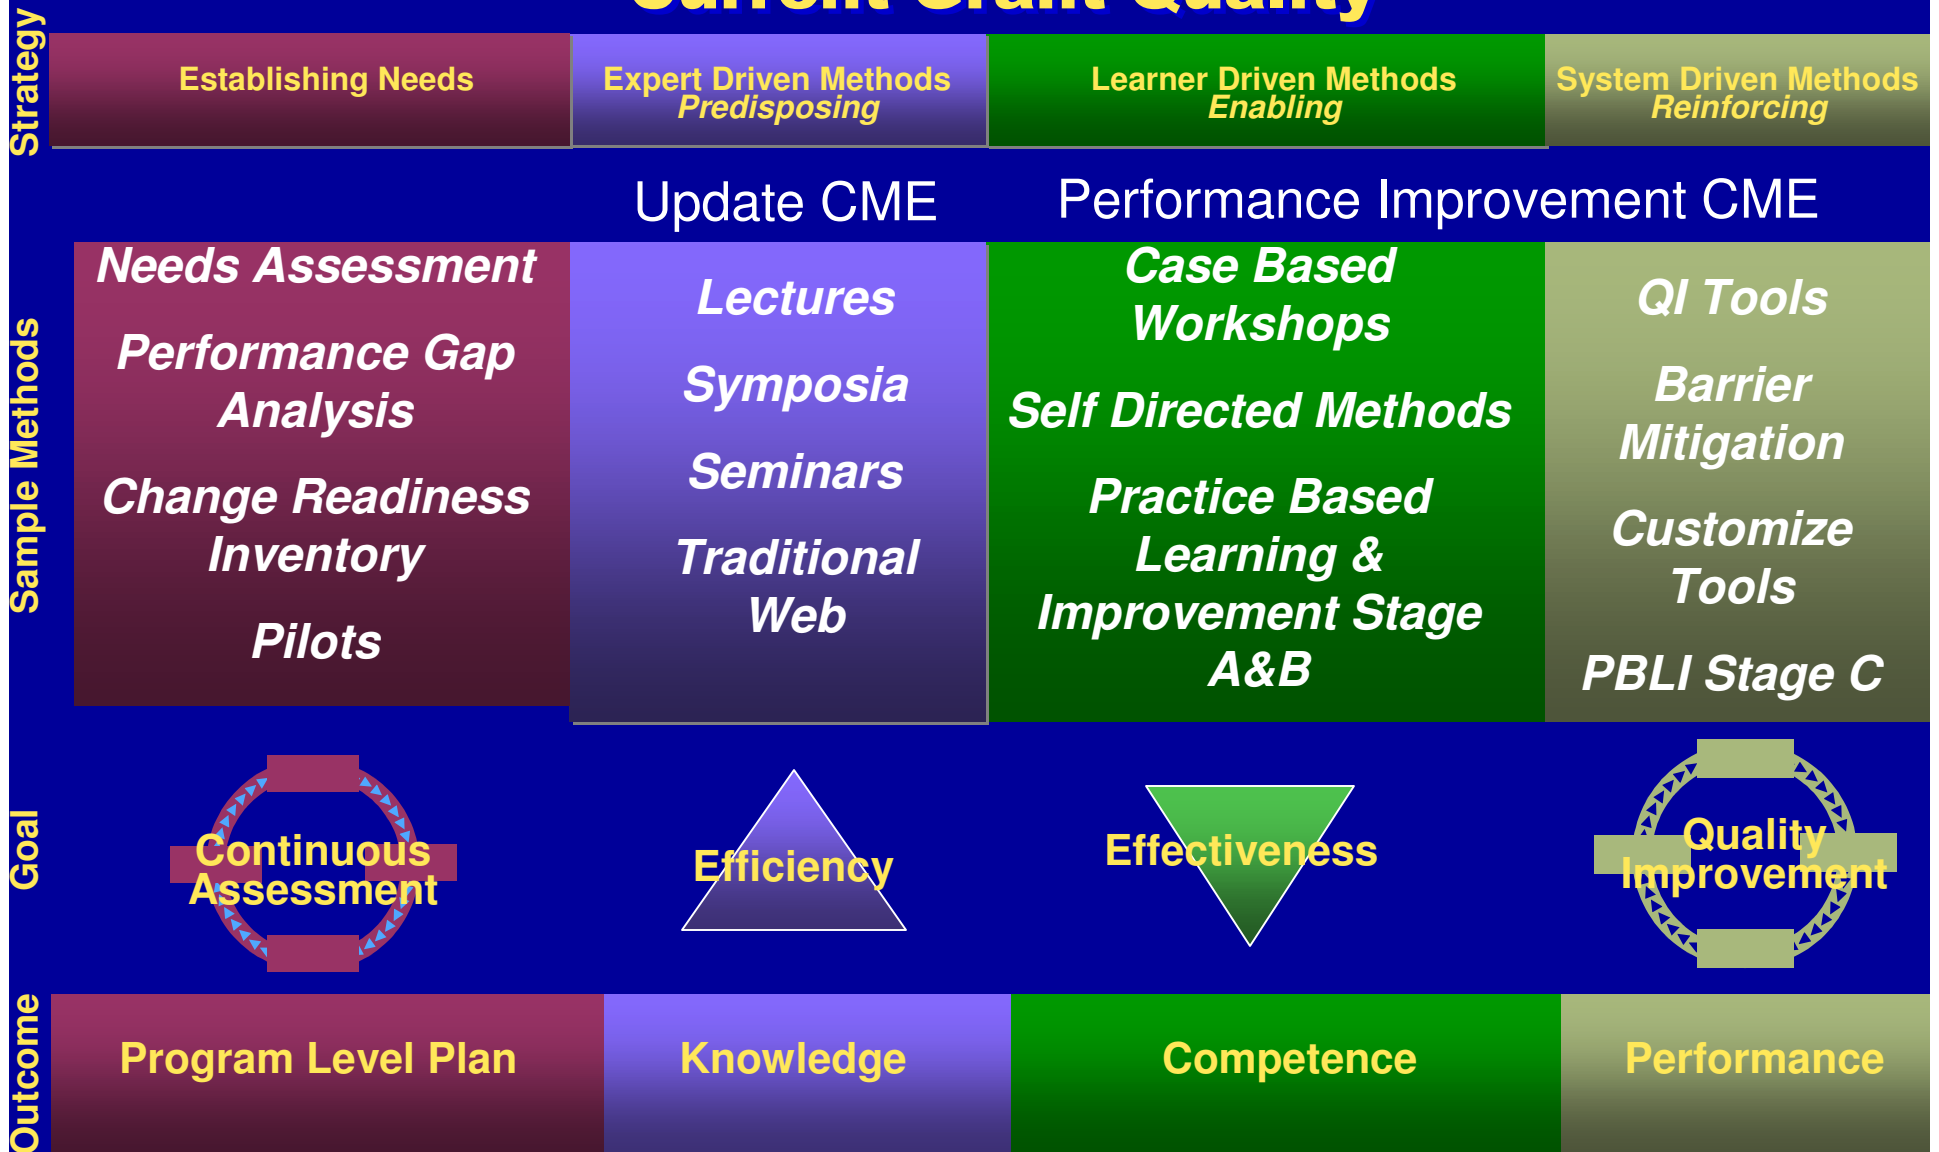 Current Grant Quality
Strategy
Establishing Needs
Expert Driven Methods
Predisposing
Learner Driven Methods
Enabling
System Driven Methods
Reinforcing
Update CME
Performance Improvement CME
Sample Methods
Needs Assessment
Performance Gap
Analysis
Change Readiness
Inventory
Pilots
Lectures
Symposia
Seminars
Traditional
Web
Case Based
Workshops
Self Directed Methods
Practice Based
Learning &
Improvement Stage
A&B
QI Tools
Barrier
Mitigation
Customize
Tools
PBLI Stage C
Goal
Continuous
Assessment
Efficiency
Effectiveness
Quality
Improvement
Outcome
Program Level Plan
Knowledge
Competence
Performance